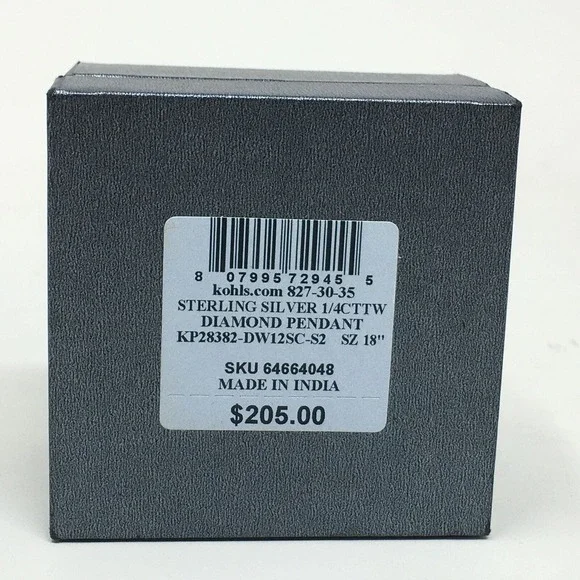 8 07995 72945 5
kohls.com 827-30-35
STERLING SILVER 1/4CTTW
DIAMOND PENDANT
KP28382-DW12SC-S2 SZ 18"
SKU 64664048
MADE IN INDIA
$205.00